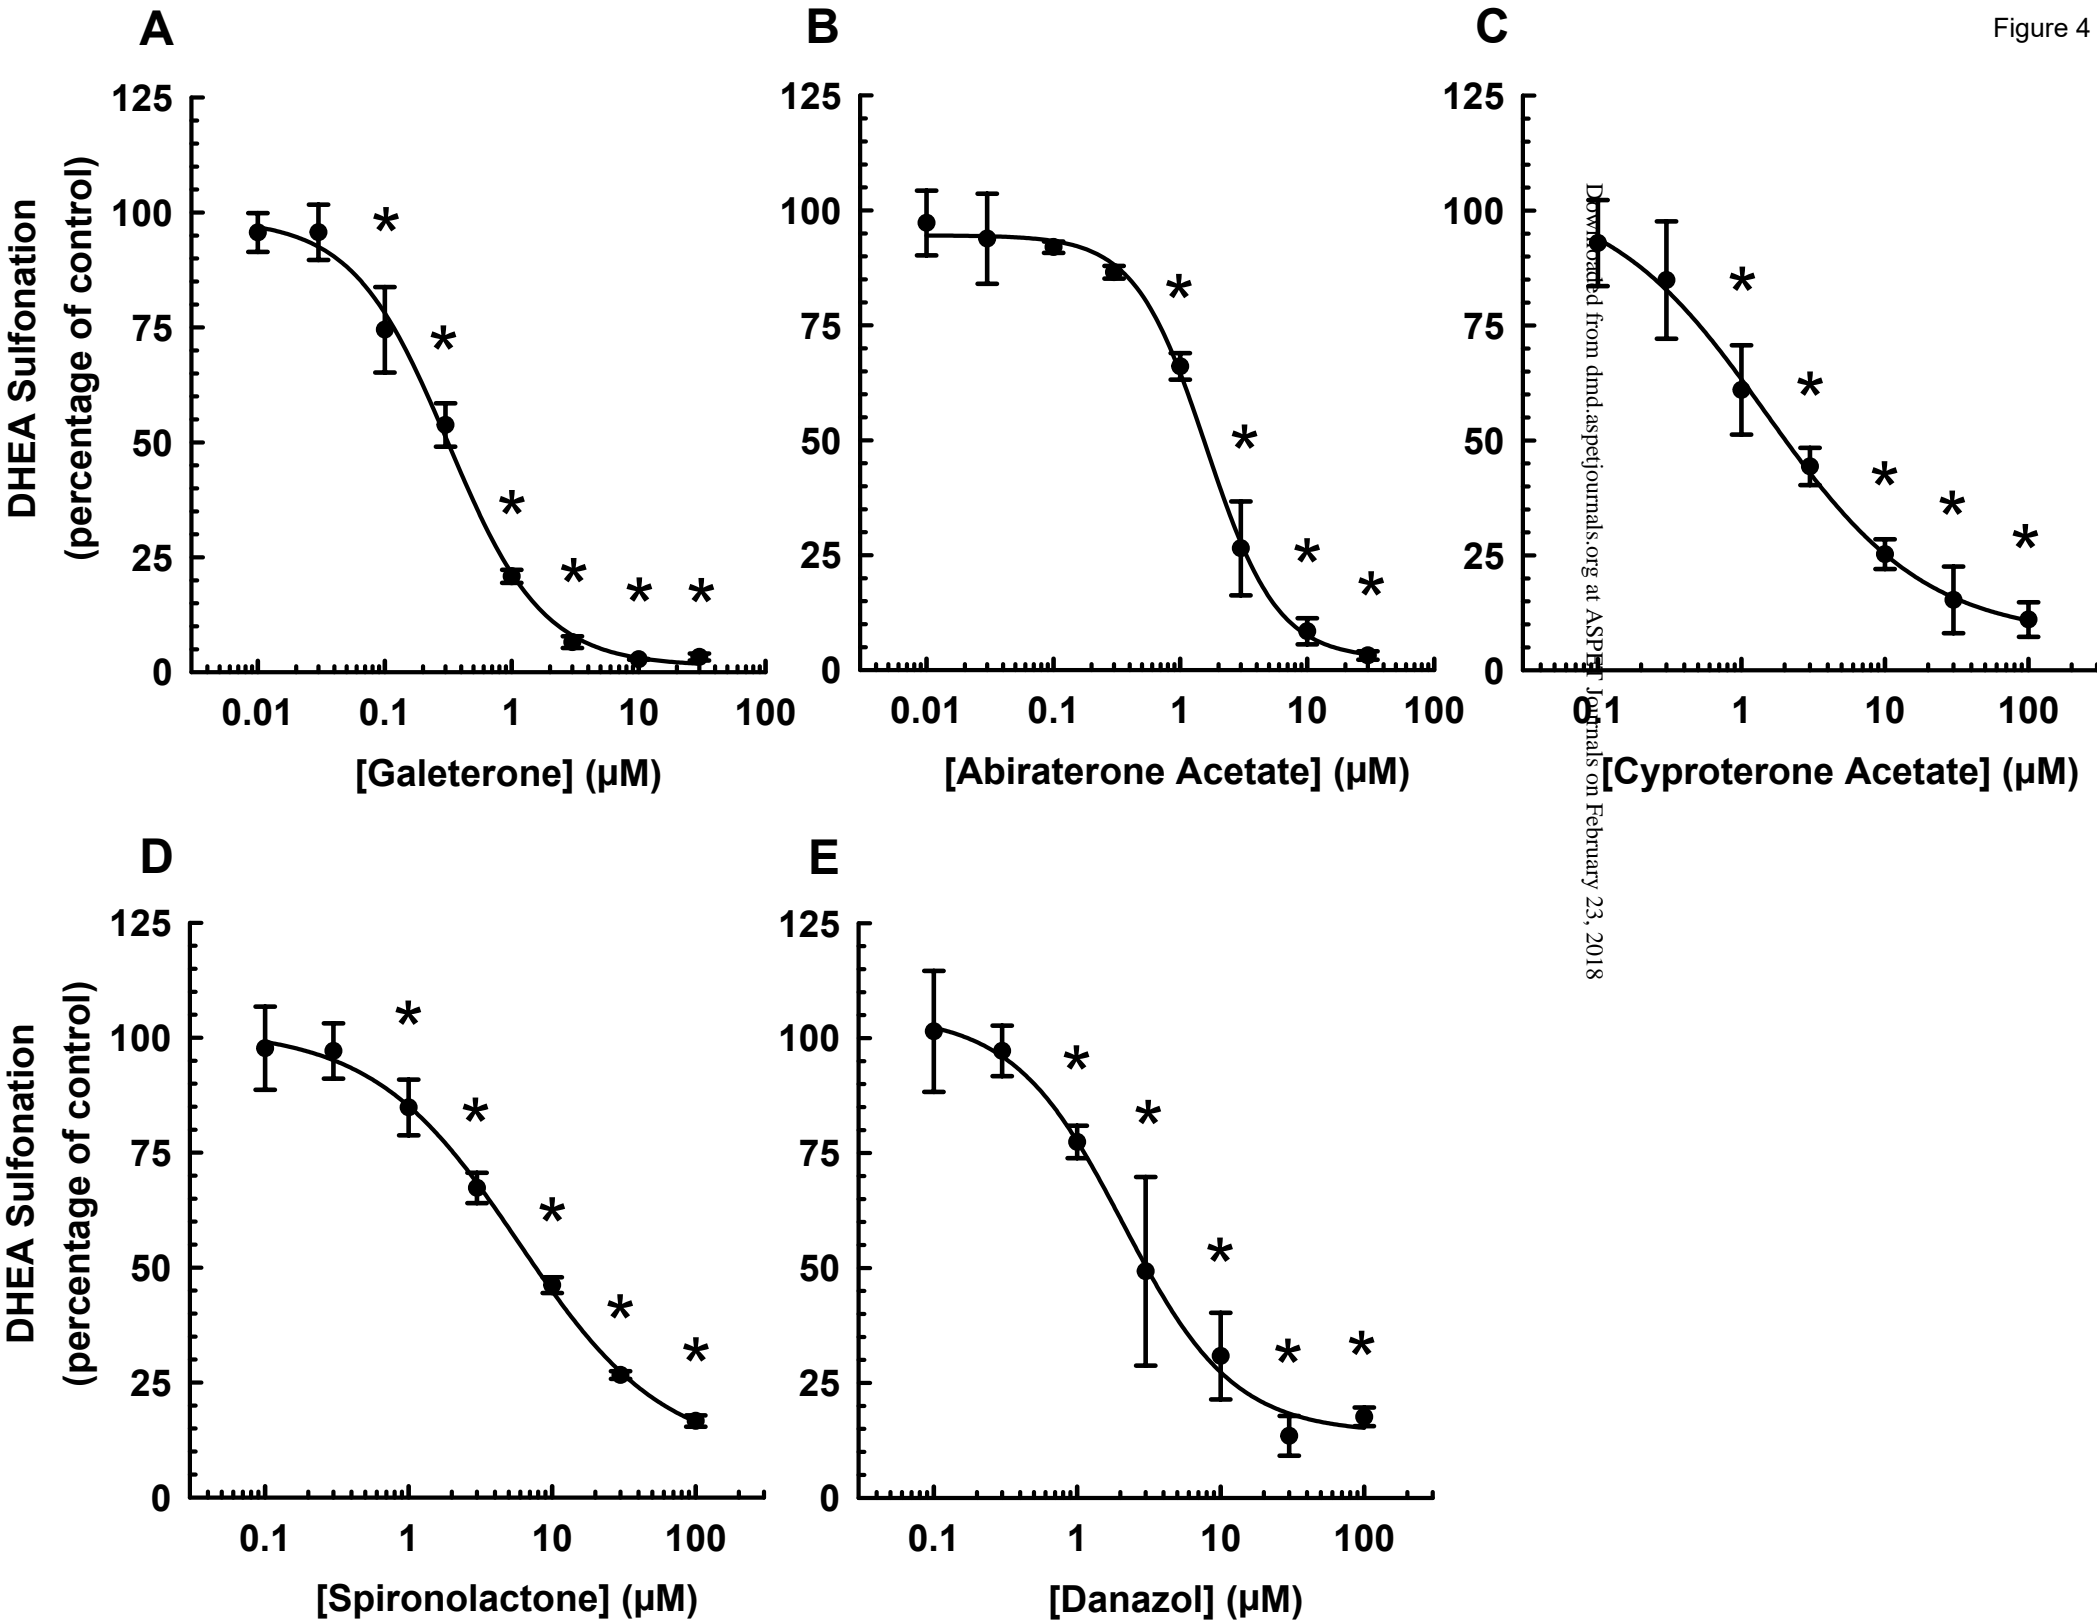 Figure 4
A
125
100
75
50
25
0
DHEA Sulfonation
(percentage of control)
*
*
*
*
*
*
0.01 0.1 1 10 100
[Galeterone] (µM)
B
125
100
75
50
25
0
*
*
*
*
0.01 0.1 1 10 100
[Abiraterone Acetate] (µM)
C
125
100
75
50
25
0
*
*
*
*
*
0.1 1 10 100
[Cyproterone Acetate] (µM)
Downloaded from dmd.aspetjournals.org at ASPET Journals on February 23, 2018
D
125
100
75
50
25
0
DHEA Sulfonation
(percentage of control)
*
*
*
*
*
0.1 1 10 100
[Spironolactone] (µM)
E
125
100
75
50
25
0
*
*
*
*
*
0.1 1 10 100
[Danazol] (µM)